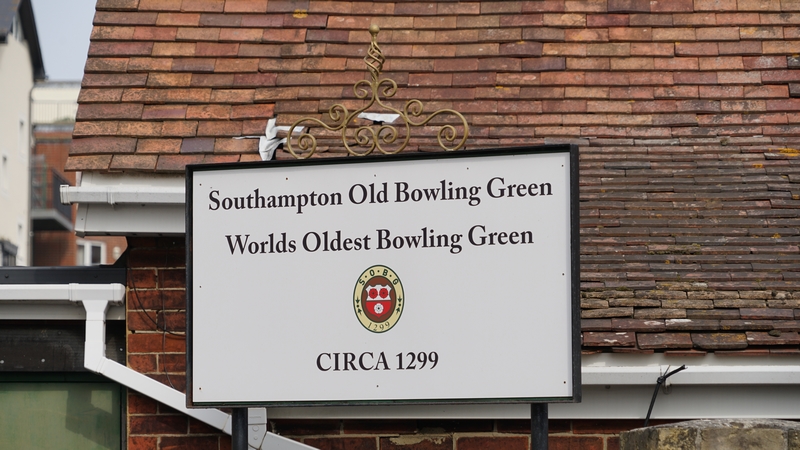 Southampton Old Bowling Green
Worlds Oldest Bowling Green
S·O·B·G
1299
CIRCA 1299